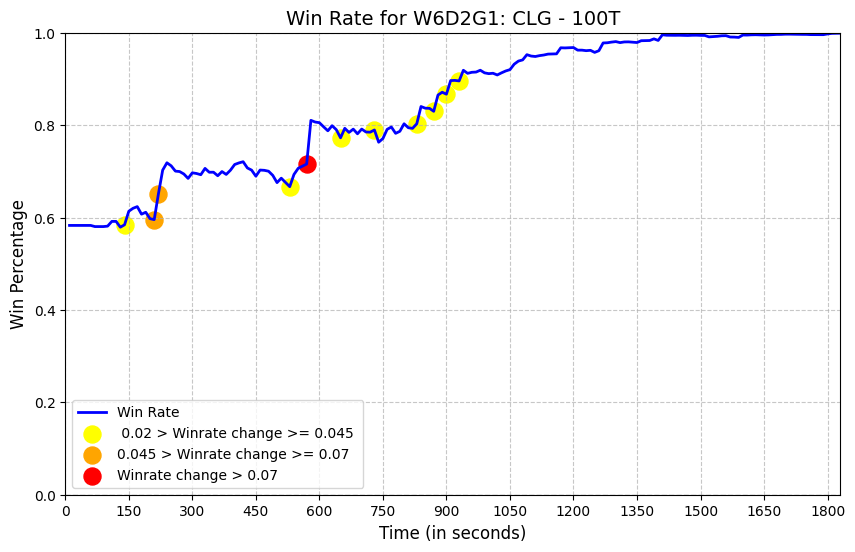 Win Rate for W6D2G1: CLG - 100T
Win Percentage
1.0
0.8
0.6
0.4
0.2
0.0
Win Rate
0.02 > Winrate change >= 0.045
0.045 > Winrate change >= 0.07
Winrate change > 0.07
0 150 300 450 600 750 900 1050 1200 1350 1500 1650 1800
Time (in seconds)